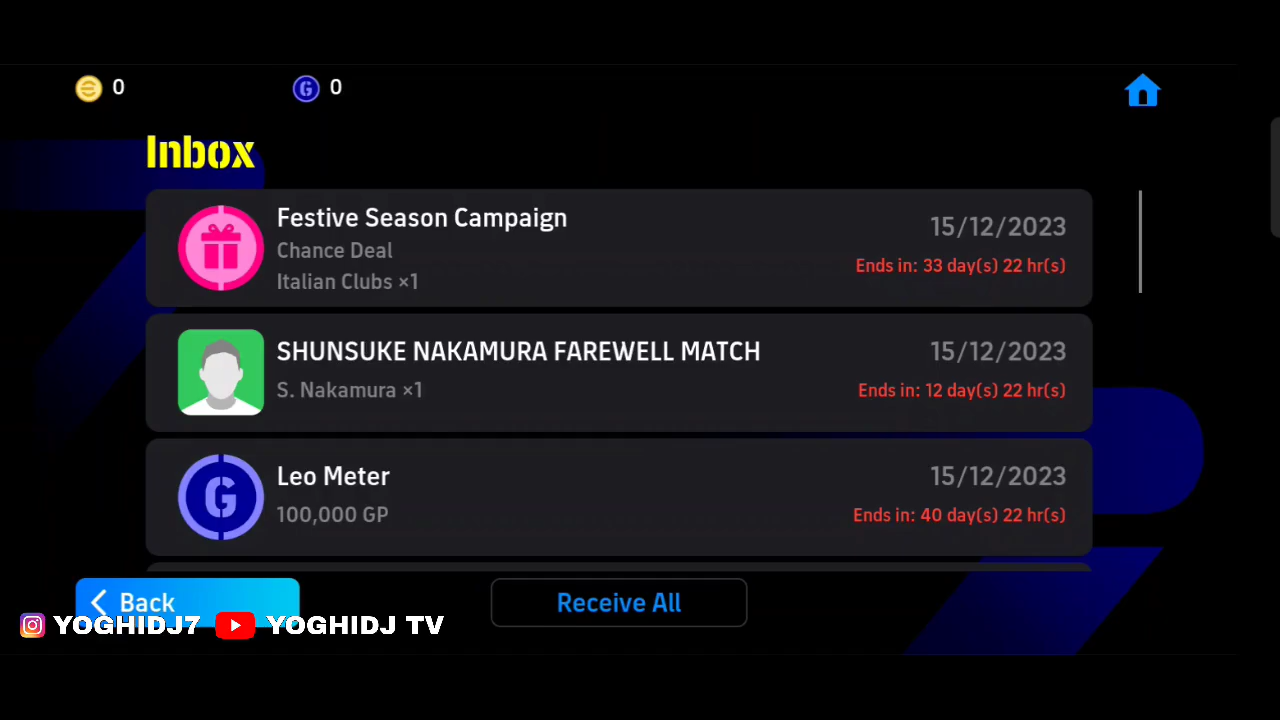 0
G 0
Inbox
Festive Season Campaign
15/12/2023
Chance Deal
Ends in: 33 day(s) 22 hr(s)
Italian Clubs ×1
SHUNSUKE NAKAMURA FAREWELL MATCH
15/12/2023
S. Nakamura ×1
Ends in: 12 day(s) 22 hr(s)
G
Leo Meter
15/12/2023
100,000 GP
Ends in: 40 day(s) 22 hr(s)
Back
Receive All
YOGHIDJ7 YOGHIDJ TV